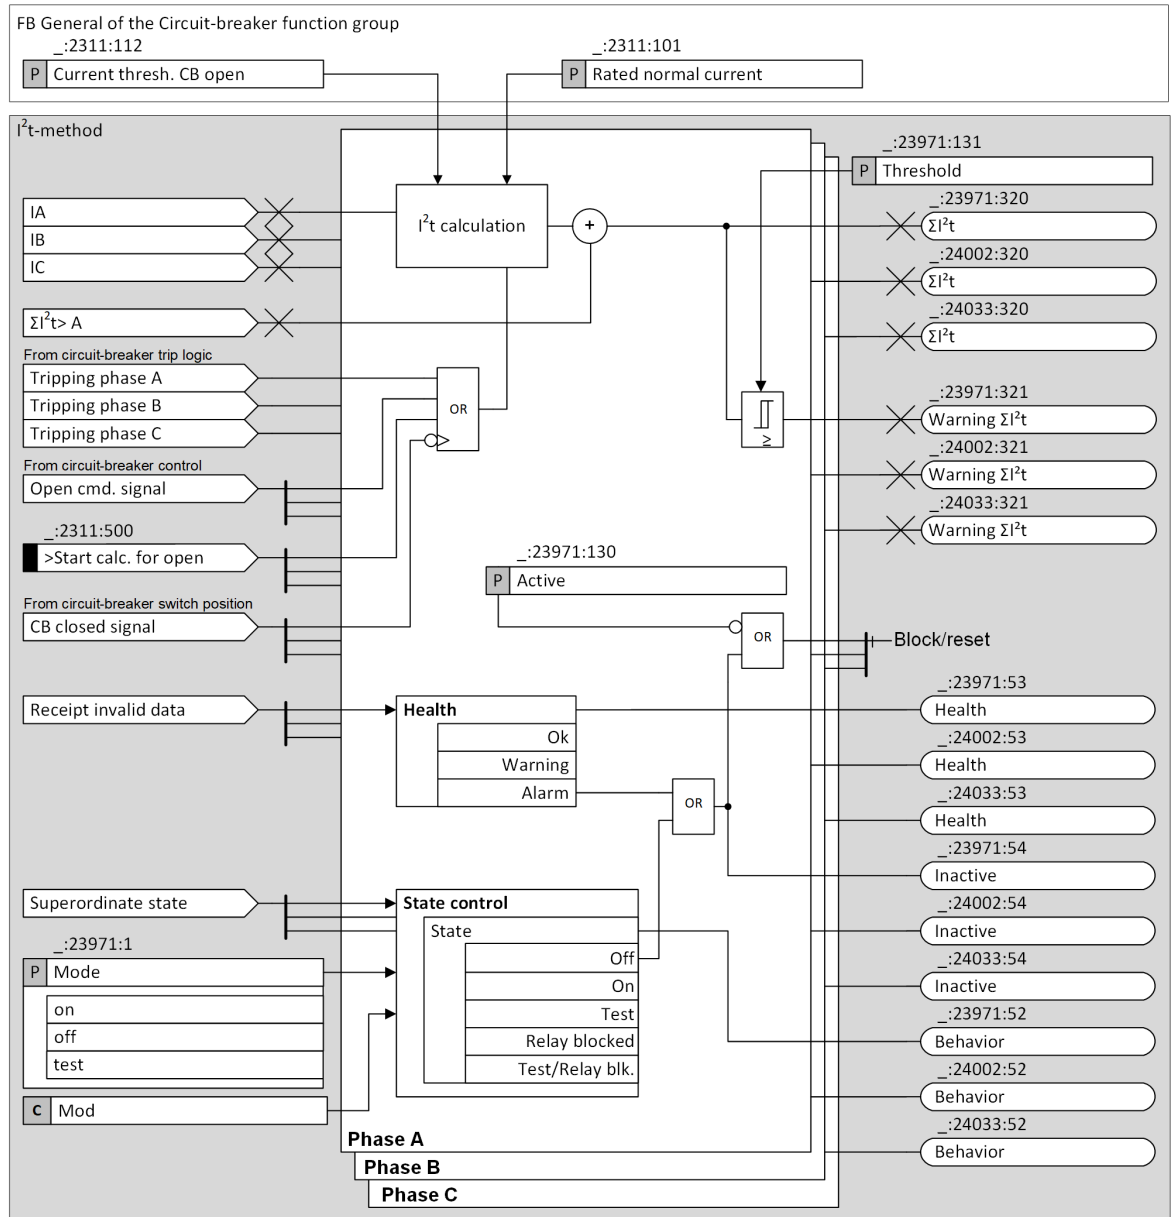 FB General of the Circuit-breaker function group
_:2311:112
P Current thresh. CB open
_:2311:101
P Rated normal current
I²t-method
_:23971:131
P Threshold
IA
IB
IC
I²t calculation
+
_:23971:320
ΣI²t
_:24002:320
ΣI²t
_:24033:320
ΣI²t
ΣI²t> A
From circuit-breaker trip logic
Tripping phase A
Tripping phase B
Tripping phase C
OR
≥
_:23971:321
Warning ΣI²t
_:24002:321
Warning ΣI²t
_:24033:321
Warning ΣI²t
From circuit-breaker control
Open cmd. signal
_:2311:500
>Start calc. for open
_:23971:130
P Active
From circuit-breaker switch position
CB closed signal
OR
Block/reset
Receipt invalid data
Health
Ok
Warning
Alarm
OR
_:23971:53
Health
_:24002:53
Health
_:24033:53
Health
_:23971:54
Inactive
_:24002:54
Inactive
_:24033:54
Inactive
_:23971:52
Behavior
_:24002:52
Behavior
_:24033:52
Behavior
Superordinate state
_:23971:1
P Mode
on
off
test
C Mod
State control
State
Off
On
Test
Relay blocked
Test/Relay blk.
Phase A
Phase B
Phase C